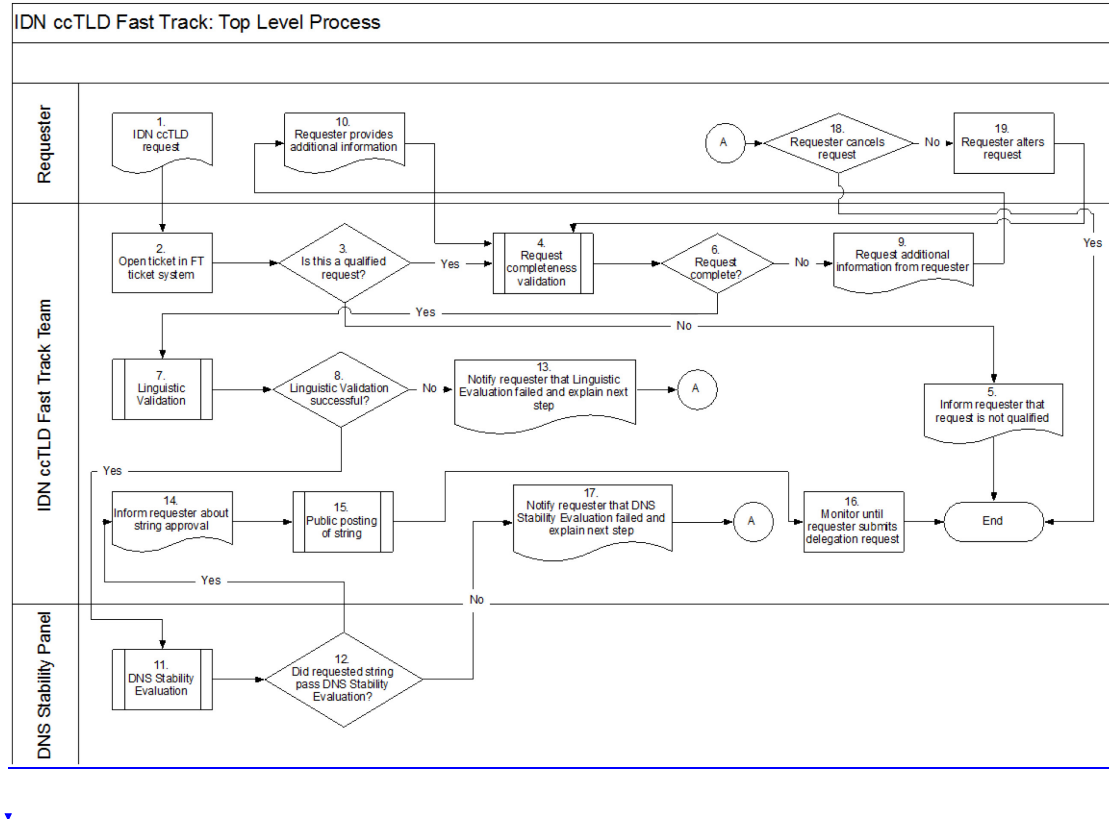 IDN ccTLD Fast Track: Top Level Process
Requester
1.
IDN ccTLD
request
10.
Requester provides
additional information
A
18.
Requester cancels
request
No
19.
Requester alters
request
Yes
IDN ccTLD Fast Track Team
2.
Open ticket in FT
ticket system
3.
Is this a qualified
request?
Yes
4.
Request
completeness
validation
6.
Request
complete?
No
9.
Request additional
information from requester
Yes
No
7.
Linguistic
Validation
8.
Linguistic Validation
successful?
No
13.
Notify requester that Linguistic
Evaluation failed and explain next
step
A
5.
Inform requester that
request is not qualified
Yes
14.
Inform requester about
string approval
15.
Public posting
of string
17.
Notify requester that DNS
Stability Evaluation failed and
explain next step
A
16.
Monitor until
requester submits
delegation request
End
Yes
No
DNS Stability Panel
11.
DNS Stability
Evaluation
12.
Did requested string
pass DNS Stability
Evaluation?